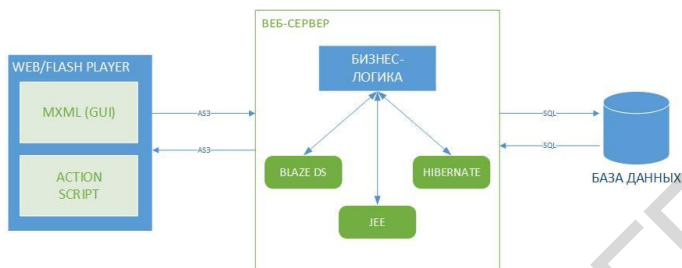 ВЕБ-СЕРВЕР
WEB/FLASH PLAYER
MXML (GUI)
ACTION
SCRIPT
AS3
AS3
БИЗНЕС-
ЛОГИКА
BLAZE DS
HIBERNATE
JEE
SQL
SQL
БАЗА ДАННЫХ